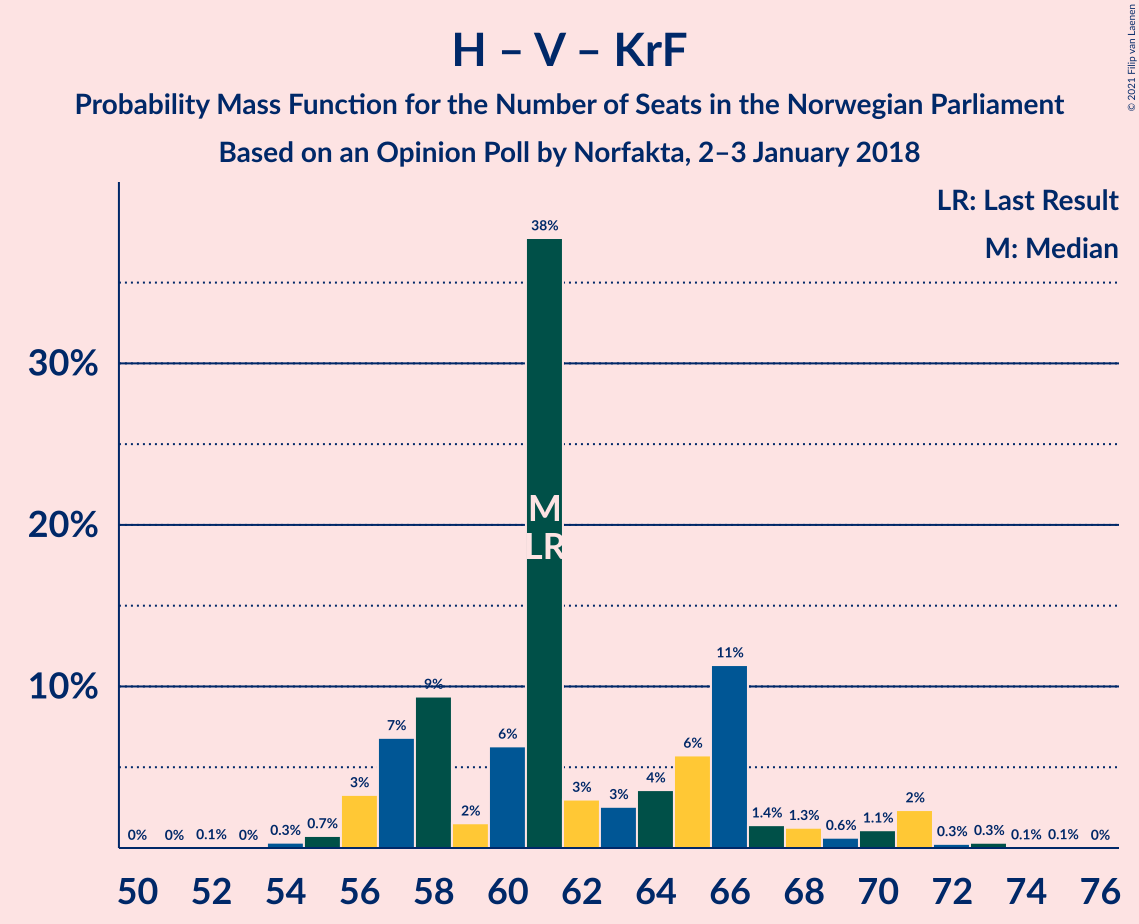 H – V – KrF
Probability Mass Function for the Number of Seats in the Norwegian Parliament
Based on an Opinion Poll by Norfakta, 2–3 January 2018
© 2021 Filip van Laenen
LR: Last Result
M: Median
30%
20%
10%
0% 0% 0.1% 0% 0.3% 0.7% 3% 7% 9% 2% 6% 38% 3% 3% 4% 6% 11% 1.4% 1.3% 0.6% 1.1% 2% 0.3% 0.3% 0.1% 0.1% 0%
M
LR
50 52 54 56 58 60 62 64 66 68 70 72 74 76